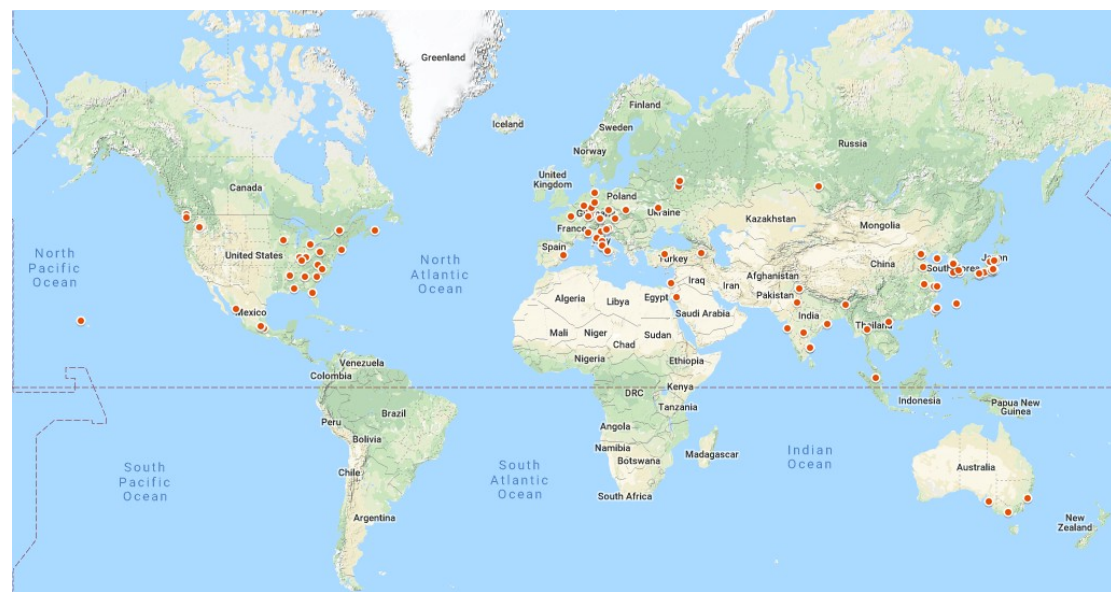 Greenland
Iceland
Finland
Sweden
Norway
Russia
Canada
United
Kingdom
Poland
Ukraine
Kazakhstan
Mongolia
North
Pacific
Ocean
United States
North
Atlantic
Ocean
France
Spain
Turkey
China
South Korea
Japan
Afghanistan
Iraq
Iran
Pakistan
Algeria
Libya
Egypt
Saudi Arabia
India
Thailand
Mexico
Mali
Niger
Sudan
Chad
Nigeria
Ethiopia
Venezuela
Colombia
DRC
Kenya
Tanzania
Indonesia
Papua New
Guinea
Brazil
Peru
Bolivia
Angola
Namibia
Botswana
Madagascar
Indian
Ocean
South
Pacific
Ocean
South
Atlantic
Ocean
Chile
Australia
South Africa
Argentina
New
Zealand